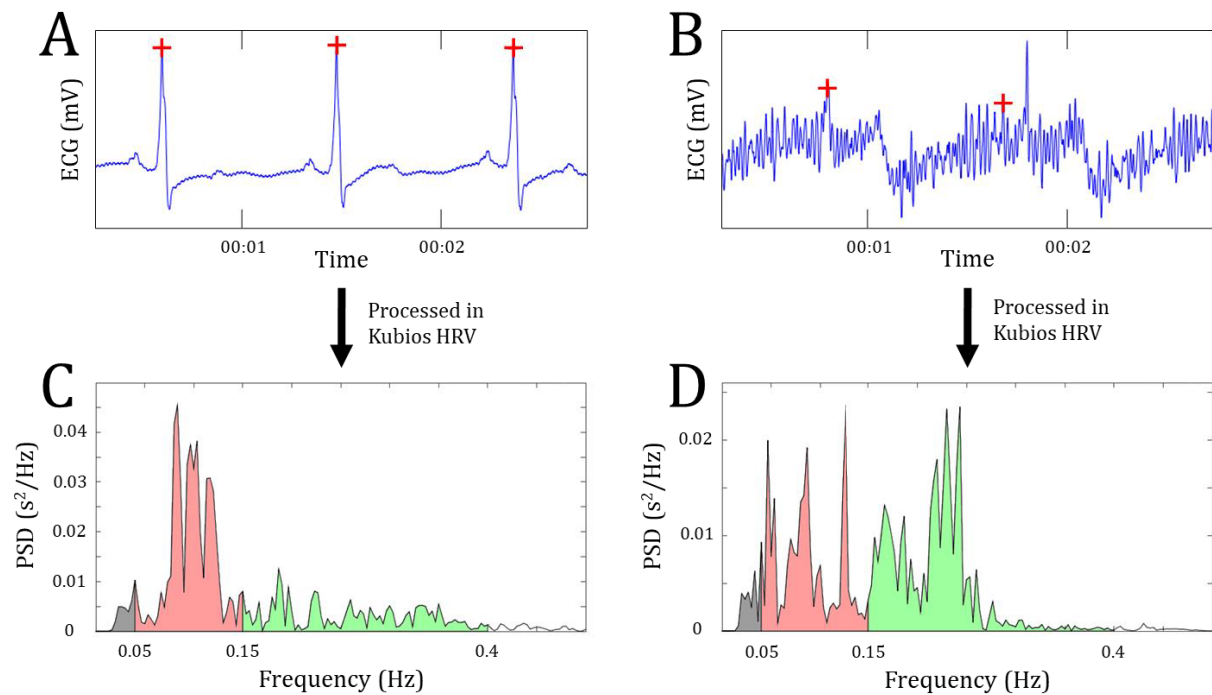 A
ECG (mV)
00:01
00:02
Time
Processed in
Kubios HRV
B
ECG (mV)
00:01
00:02
Time
Processed in
Kubios HRV
C
PSD (s²/Hz)
0.04
0.03
0.02
0.01
0
0.05
0.15
0.4
Frequency (Hz)
D
PSD (s²/Hz)
0.02
0.01
0
0.05
0.15
0.4
Frequency (Hz)